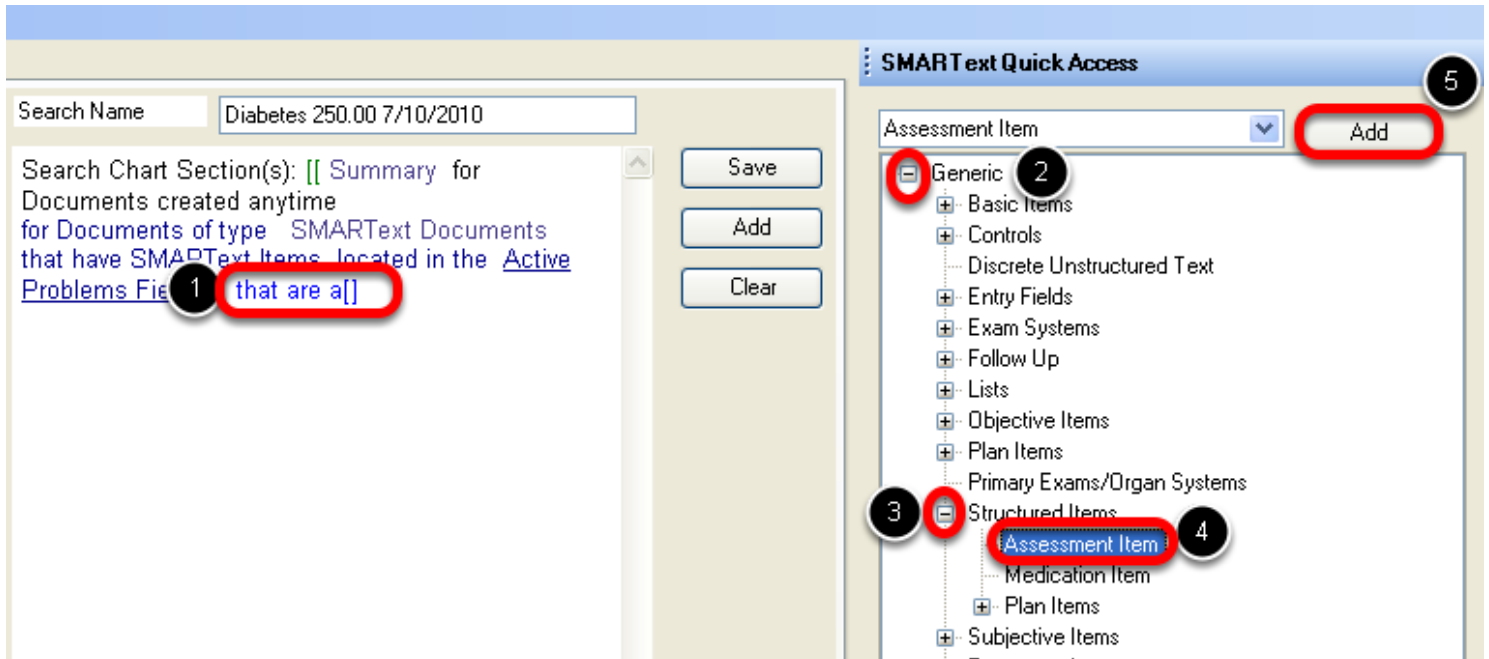 SMARText Quick Access
5
Search Name
Diabetes 250.00 7/10/2010
Search Chart Section(s): [[ Summary for
Documents created anytime
for Documents of type SMARText Documents
that have SMARText Items located in the Active
Problems Fie 1 that are a[]
Save
Add
Clear
Assessment Item
Add
Generic 2
Basic Items
Controls
Discrete Unstructured Text
Entry Fields
Exam Systems
Follow Up
Lists
Objective Items
Plan Items
Primary Exams/Organ Systems
3 Structured Items
Assessment Item 4
Medication Item
Plan Items
Subjective Items